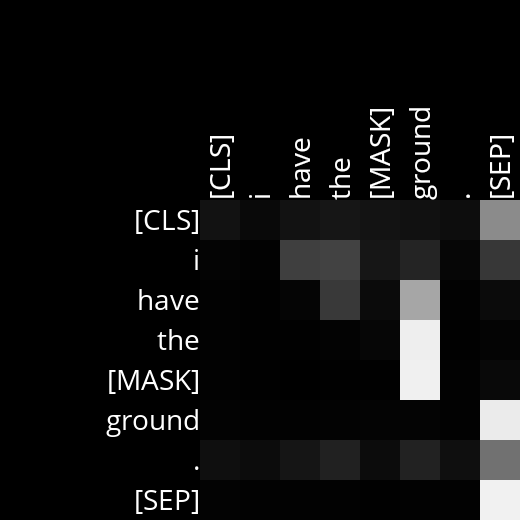 [CLS] i have the [MASK] ground . [SEP]
[CLS]
i
have
the
[MASK]
ground
.
[SEP]